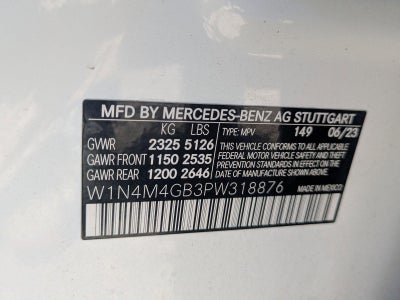 MFD BY MERCEDES-BENZ AG STUTTGART
KG LBS TYPE: MPV 149 06/23
GVWR 2325 5126
GAWR FRONT 1150 2535
GAWR REAR 1200 2646
THIS VEHICLE CONFORMS TO ALL APPLICABLE
FEDERAL MOTOR VEHICLE SAFETY, BUMPER
AND THEFT PREVENTION STANDARDS IN
EFFECT ON THE DATE OF
MANUFACTURE SHOWN ABOVE.
W1N4M4GB3PW318876 MADE IN MEXICO